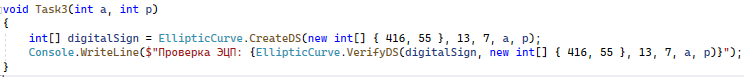 void Task3(int a, int p)
{
int[] digitalSign = EllipticCurve.CreateDS(new int[] { 416, 55 }, 13, 7, a, p);
Console.WriteLine($"Проверка ЭЦП: {EllipticCurve.VerifyDS(digitalSign, new int[] { 416, 55 }, 13, 7, a, p)}");
}